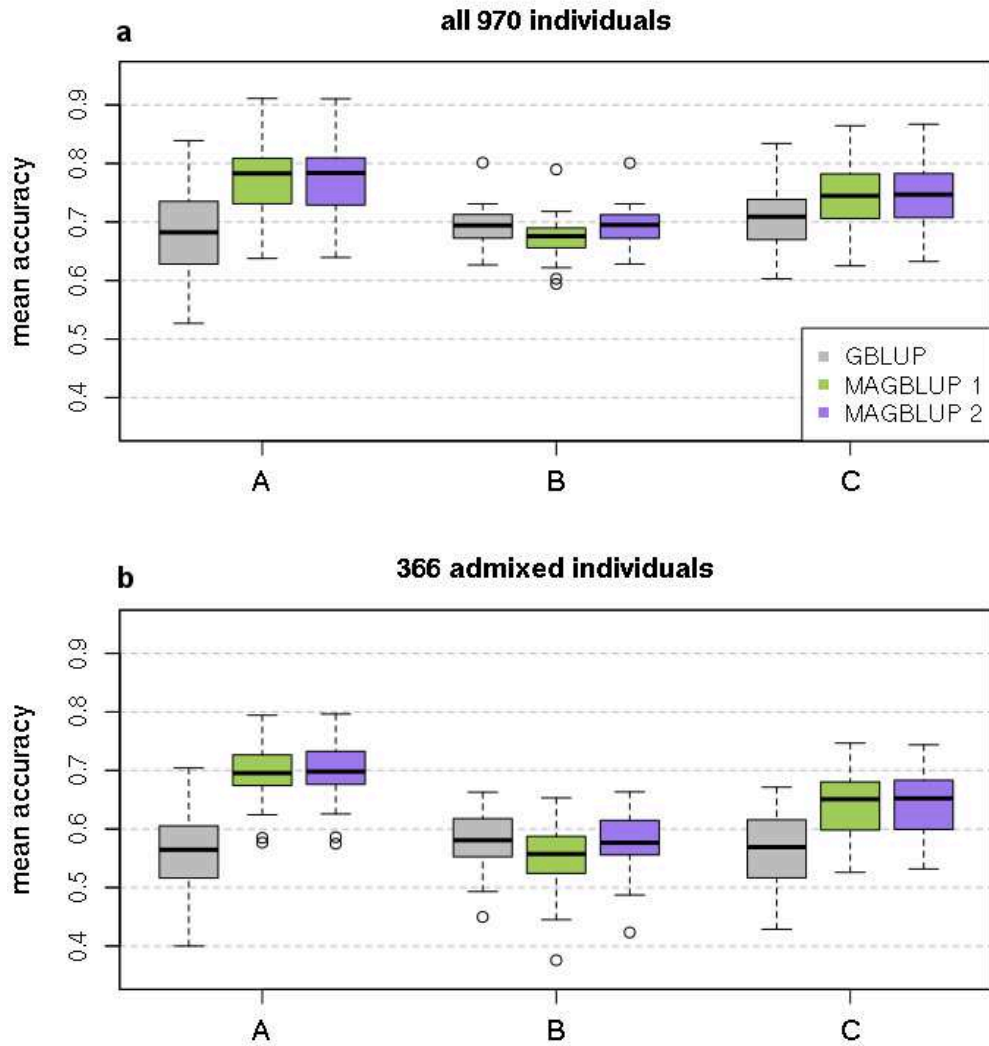 a
all 970 individuals
mean accuracy
0.9
0.8
0.7
0.6
0.5
0.4
GBLUP
MAGBLUP 1
MAGBLUP 2
A B C
b
366 admixed individuals
mean accuracy
0.9
0.8
0.7
0.6
0.5
0.4
A B C